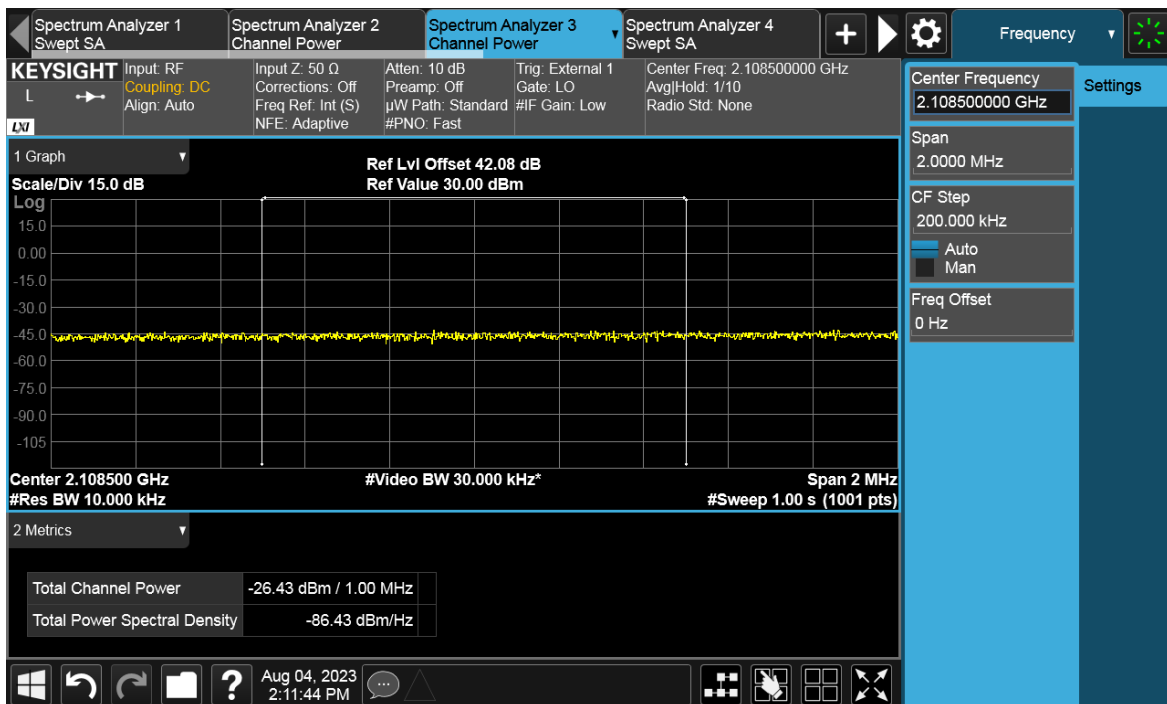 Spectrum Analyzer 1
Swept SA
Spectrum Analyzer 2
Channel Power
Spectrum Analyzer 3
Channel Power
Spectrum Analyzer 4
Swept SA
+
Frequency
KEYSIGHT
L
LXI
Input: RF
Coupling: DC
Align: Auto
Input Z: 50 Ω
Corrections: Off
Freq Ref: Int (S)
NFE: Adaptive
Atten: 10 dB
Preamp: Off
µW Path: Standard
#PNO: Fast
Trig: External 1
Gate: LO
#IF Gain: Low
Center Freq: 2.108500000 GHz
Avg|Hold: 1/10
Radio Std: None
Center Frequency
2.108500000 GHz
Settings
Span
2.0000 MHz
CF Step
200.000 kHz
Auto
Man
Freq Offset
0 Hz
1 Graph
Scale/Div 15.0 dB
Ref Lvl Offset 42.08 dB
Ref Value 30.00 dBm
Log
15.0
0.00
-15.0
-30.0
-45.0
-60.0
-75.0
-90.0
-105
Center 2.108500 GHz
#Video BW 30.000 kHz*
Span 2 MHz
#Res BW 10.000 kHz
#Sweep 1.00 s (1001 pts)
2 Metrics
Total Channel Power -26.43 dBm / 1.00 MHz
Total Power Spectral Density -86.43 dBm/Hz
?
Aug 04, 2023
2:11:44 PM